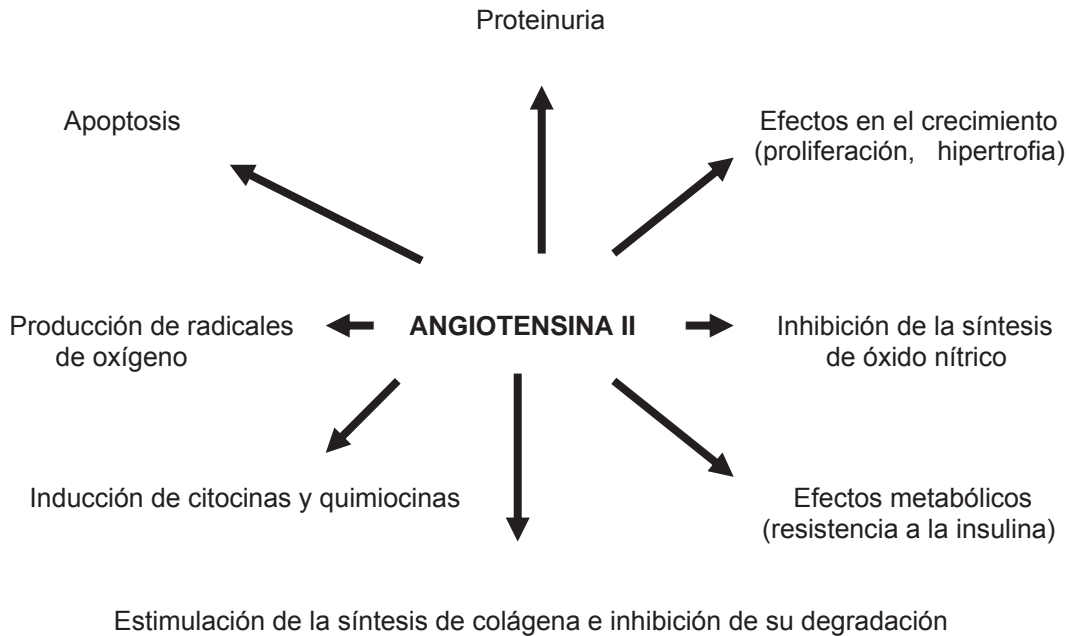 Proteinuria
Apoptosis
Efectos en el crecimiento
(proliferación, hipertrofia)
Producción de radicales
de oxígeno
ANGIOTENSINA II
Inhibición de la síntesis
de óxido nítrico
Inducción de citocinas y quimiocinas
Efectos metabólicos
(resistencia a la insulina)
Estimulación de la síntesis de colágena e inhibición de su degradación